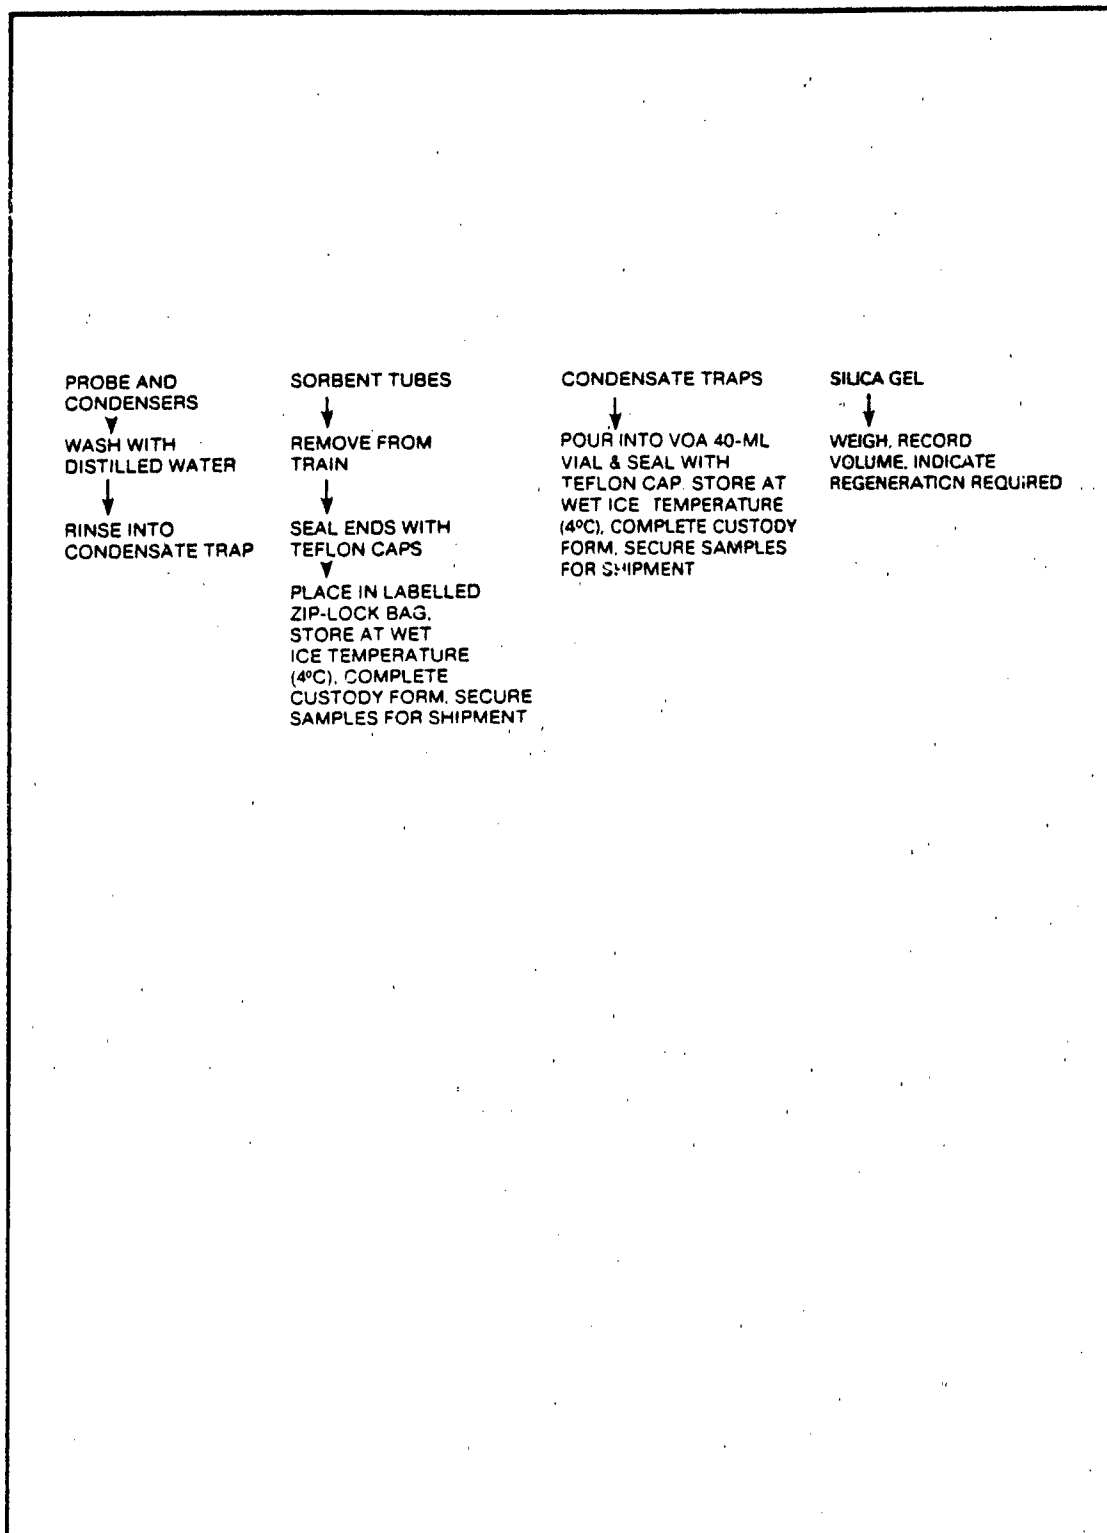 PROBE AND
CONDENSERS
WASH WITH
DISTILLED WATER
RINSE INTO
CONDENSATE TRAP
SORBENT TUBES
REMOVE FROM
TRAIN
SEAL ENDS WITH
TEFLON CAPS
PLACE IN LABELLED
ZIP-LOCK BAG,
STORE AT WET
ICE TEMPERATURE
(4ºC), COMPLETE
CUSTODY FORM, SECURE
SAMPLES FOR SHIPMENT
CONDENSATE TRAPS
POUR INTO VOA 40-ML
VIAL & SEAL WITH
TEFLON CAP. STORE AT
WET ICE TEMPERATURE
(4ºC), COMPLETE CUSTODY
FORM, SECURE SAMPLES
FOR SHIPMENT
SILICA GEL
WEIGH, RECORD
VOLUME, INDICATE
REGENERATION REQUIRED